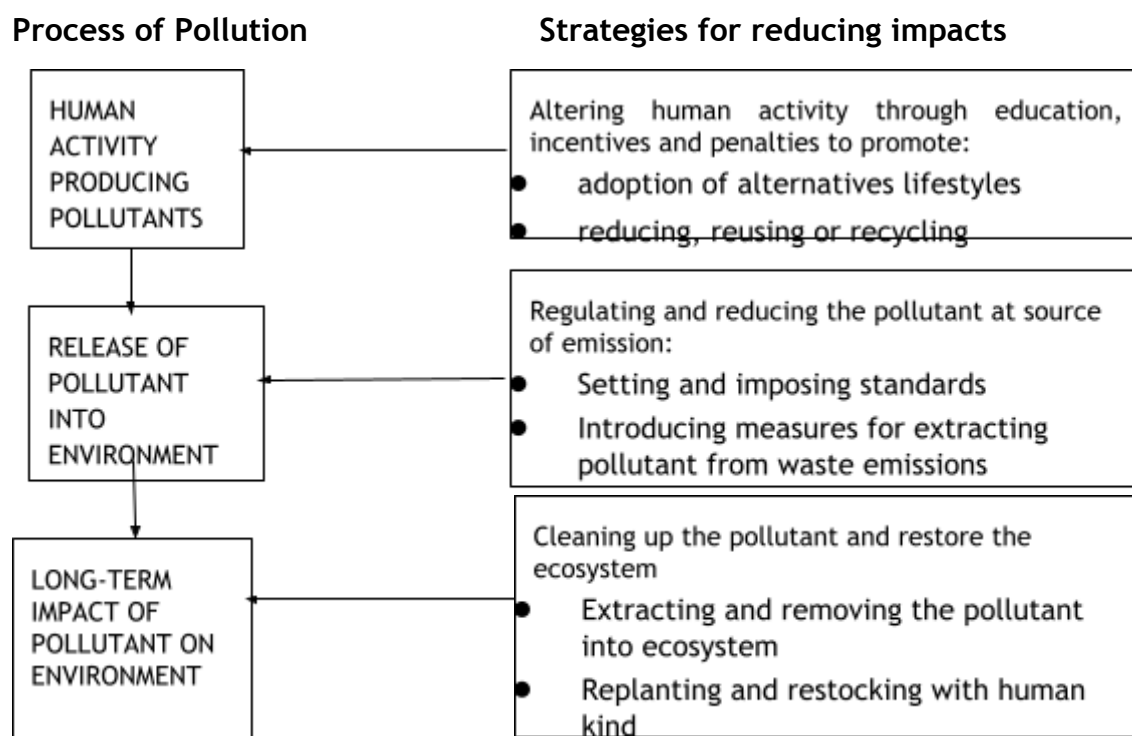 Process of Pollution
Strategies for reducing impacts
HUMAN
ACTIVITY
PRODUCING
POLLUTANTS
Altering human activity through education,
incentives and penalties to promote:
● adoption of alternatives lifestyles
● reducing, reusing or recycling
RELEASE OF
POLLUTANT
INTO
ENVIRONMENT
Regulating and reducing the pollutant at source
of emission:
● Setting and imposing standards
● Introducing measures for extracting
pollutant from waste emissions
LONG-TERM
IMPACT OF
POLLUTANT ON
ENVIRONMENT
Cleaning up the pollutant and restore the
ecosystem
● Extracting and removing the pollutant
into ecosystem
● Replanting and restocking with human
kind